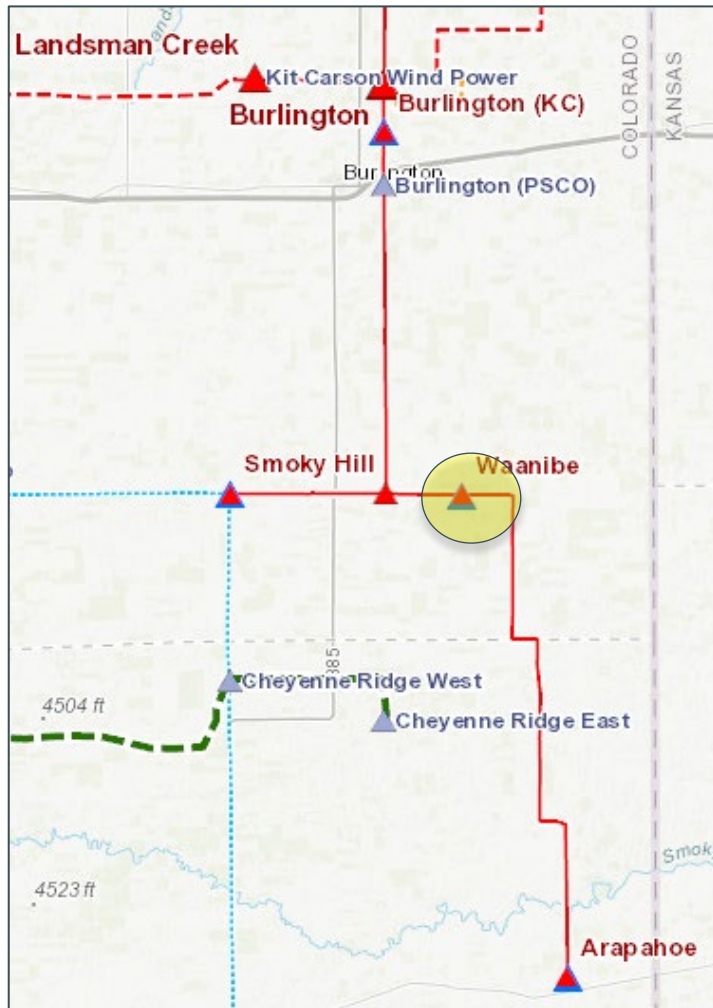 Landsman Creek
Kit Carson Wind Power
Burlington (KC)
Burlington
Burlington
Burlington (PSCO)
COLORADO
KANSAS
Smoky Hill
Waanibe
385
Cheyenne Ridge West
4504 ft
Cheyenne Ridge East
4523 ft
Smok
Arapahoe